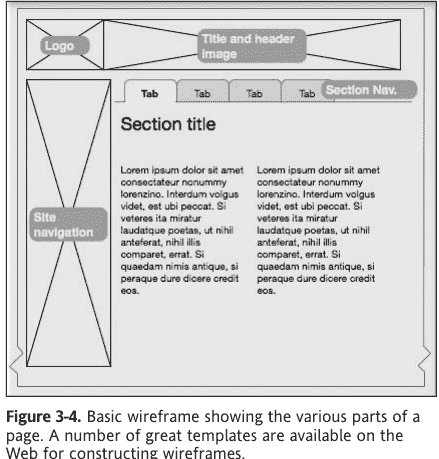 Logo
Title and header
image
Tab
Tab
Tab
Tab
Section Nav.
Section title
Site
navigation
Lorem ipsum dolor sit amet
consectateur nonummy
lorenzino. Interdum volgus
videt, est ubi peccat. Si
veteres ita miratur
laudatque poetas, ut nihil
anteferat, nihil illis
comparet, errat. Si
quaedam nimis antique, si
peraque dure dicere credit
eos.
Lorem ipsum dolor sit amet
consectateur nonummy
lorenzino. Interdum volgus
videt, est ubi peccat. Si
veteres ita miratur
laudatque poetas, ut nihil
anteferat, nihil illis
comparet, errat. Si
quaedam nimis antique, si
peraque dure dicere credit
eos.
Figure 3-4. Basic wireframe showing the various parts of a
page. A number of great templates are available on the
Web for constructing wireframes.